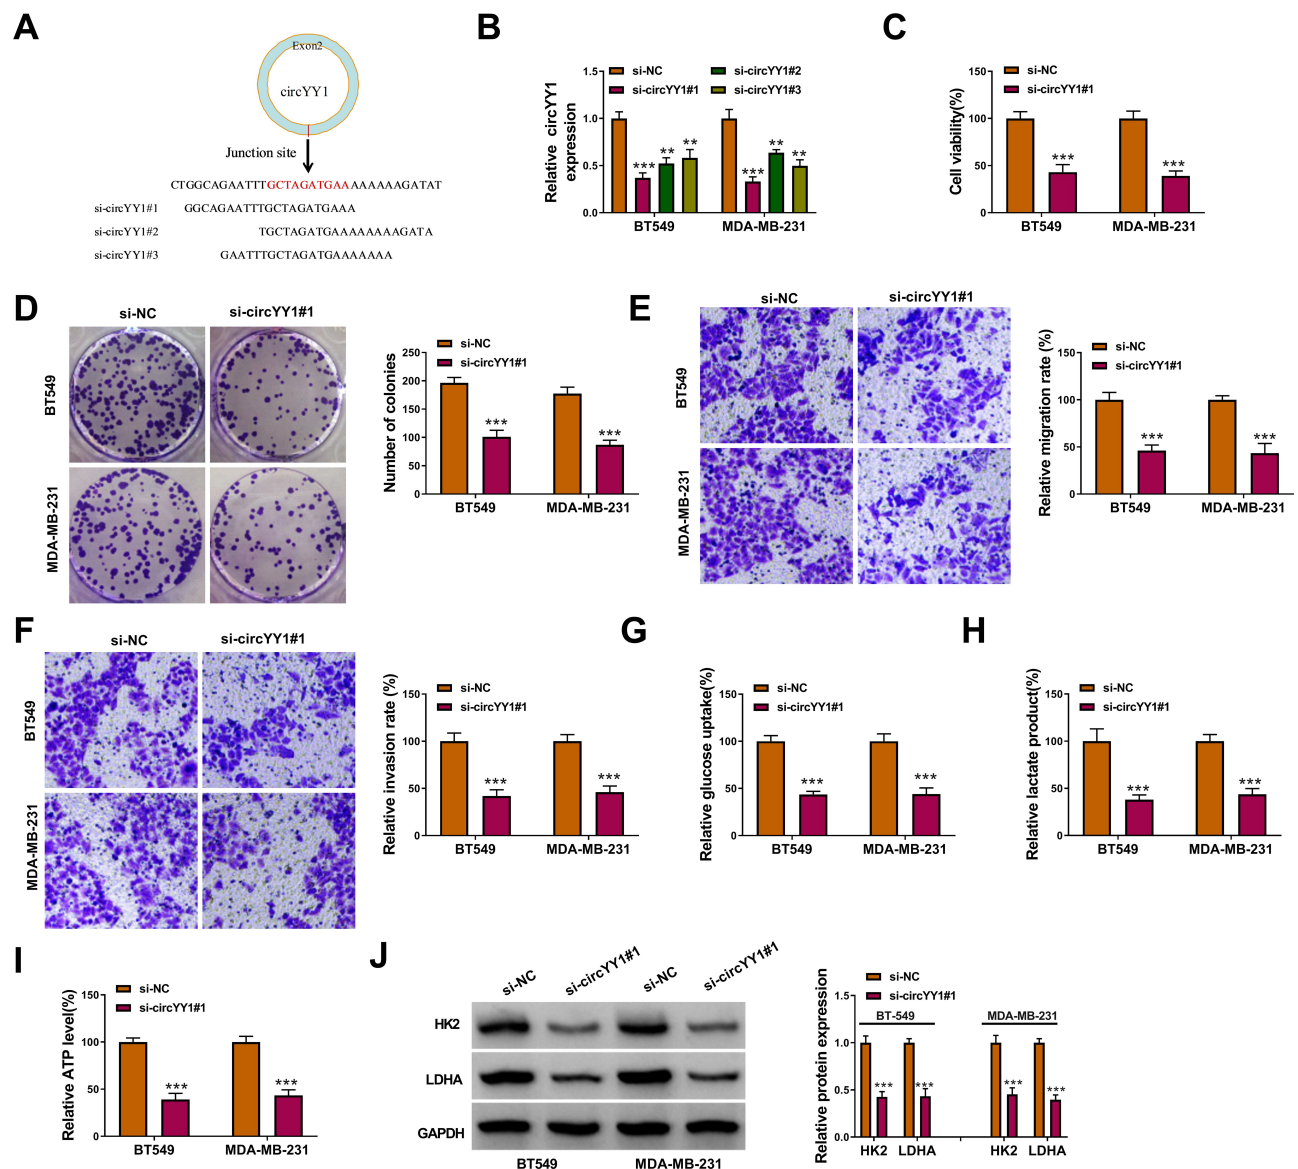 A
Exon2
circYY1
Junction site
CTGGCAGAATTTGCTAGATGAAAAAAAAGATAT
si-circYY1#1 GGCAGAATTTGCTAGATGAAA
si-circYY1#2 TGCTAGATGAAAAAAAAGATA
si-circYY1#3 GAATTTGCTAGATGAAAAAAA
B
si-NC
si-circYY1#1
si-circYY1#2
si-circYY1#3
Relative circYY1
expression
1.5
1.0
0.5
0.0
*** ** **
*** ** **
BT549 MDA-MB-231
C
si-NC
si-circYY1#1
Cell viability(%)
150
100
50
0
*** ***
BT549 MDA-MB-231
D
si-NC si-circYY1#1
BT549
MDA-MB-231
si-NC
si-circYY1#1
Number of colonies
250
200
150
100
50
0
*** ***
BT549 MDA-MB-231
E
si-NC si-circYY1#1
BT549
MDA-MB-231
si-NC
si-circYY1#1
Relative migration rate (%)
150
100
50
0
*** ***
BT549 MDA-MB-231
F
si-NC si-circYY1#1
BT549
MDA-MB-231
si-NC
si-circYY1#1
Relative invasion rate (%)
150
100
50
0
*** ***
BT549 MDA-MB-231
G
si-NC
si-circYY1#1
Relative glucose uptake(%)
150
100
50
0
*** ***
BT549 MDA-MB-231
H
si-NC
si-circYY1#1
Relative lactate product(%)
150
100
50
0
*** ***
BT549 MDA-MB-231
I
si-NC
si-circYY1#1
Relative ATP level(%)
150
100
50
0
*** ***
BT549 MDA-MB-231
J
si-NC si-circYY1#1 si-NC si-circYY1#1
HK2
LDHA
GAPDH
BT549 MDA-MB-231
si-NC
si-circYY1#1
BT-549 MDA-MB-231
Relative protein expression
1.5
1.0
0.5
0.0
*** *** *** ***
HK2 LDHA HK2 LDHA